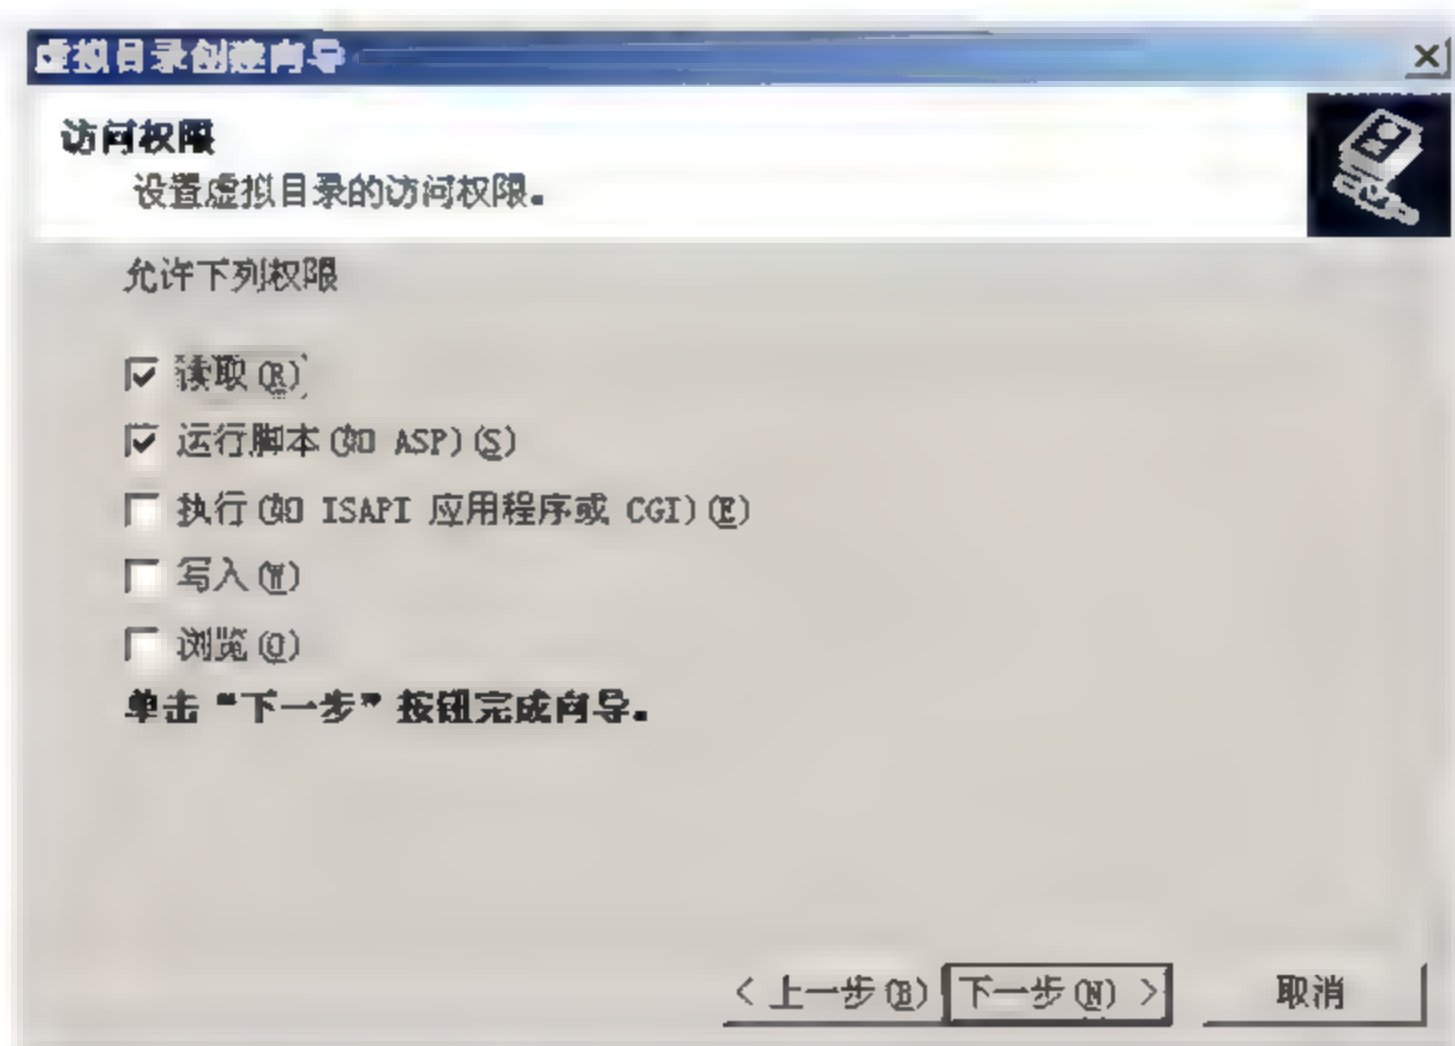 虚拟目录创建向导
访问权限
设置虚拟目录的访问权限。
允许下列权限
读取(R)
运行脚本(如 ASP)(S)
执行(如 ISAPI 应用程序或 CGI)(E)
写入(W)
浏览(O)
单击“下一步”按钮完成向导。
< 上一步(B) 下一步(N) > 取消